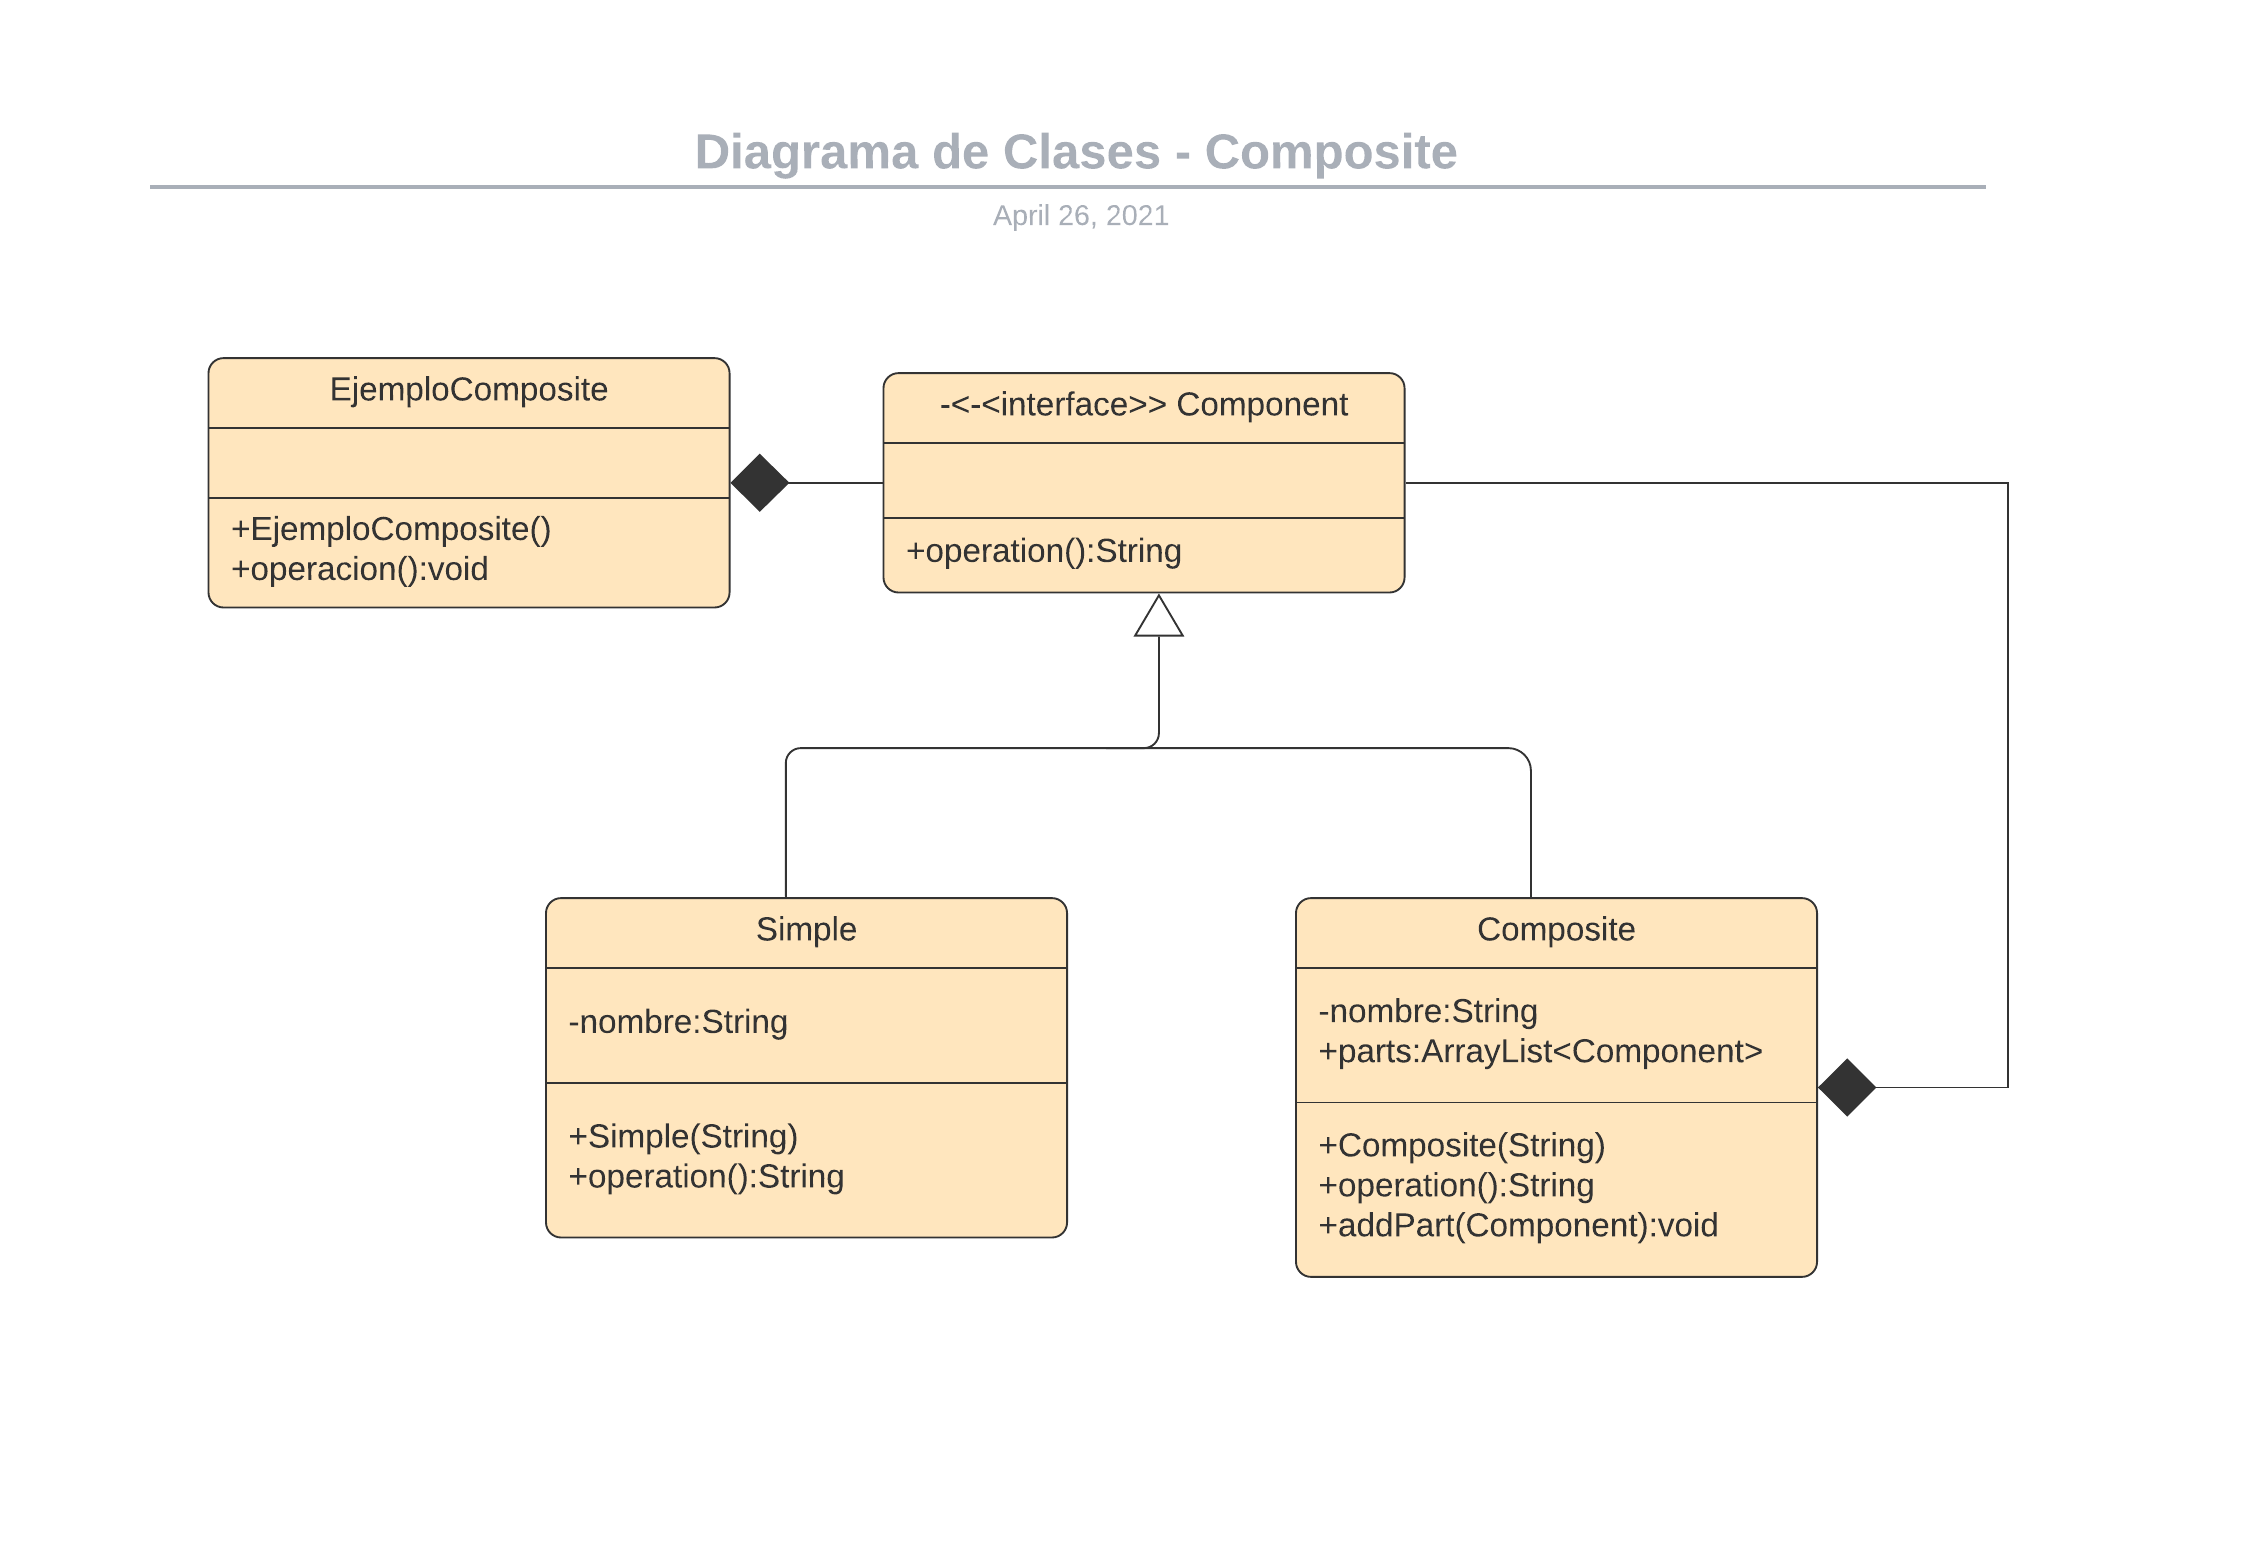 Diagrama de Clases - Composite
April 26, 2021
EjemploComposite
+EjemploComposite()
+operacion():void
-<-<interface>> Component
+operation():String
Simple
-nombre:String
+Simple(String)
+operation():String
Composite
-nombre:String
+parts:ArrayList<Component>
+Composite(String)
+operation():String
+addPart(Component):void